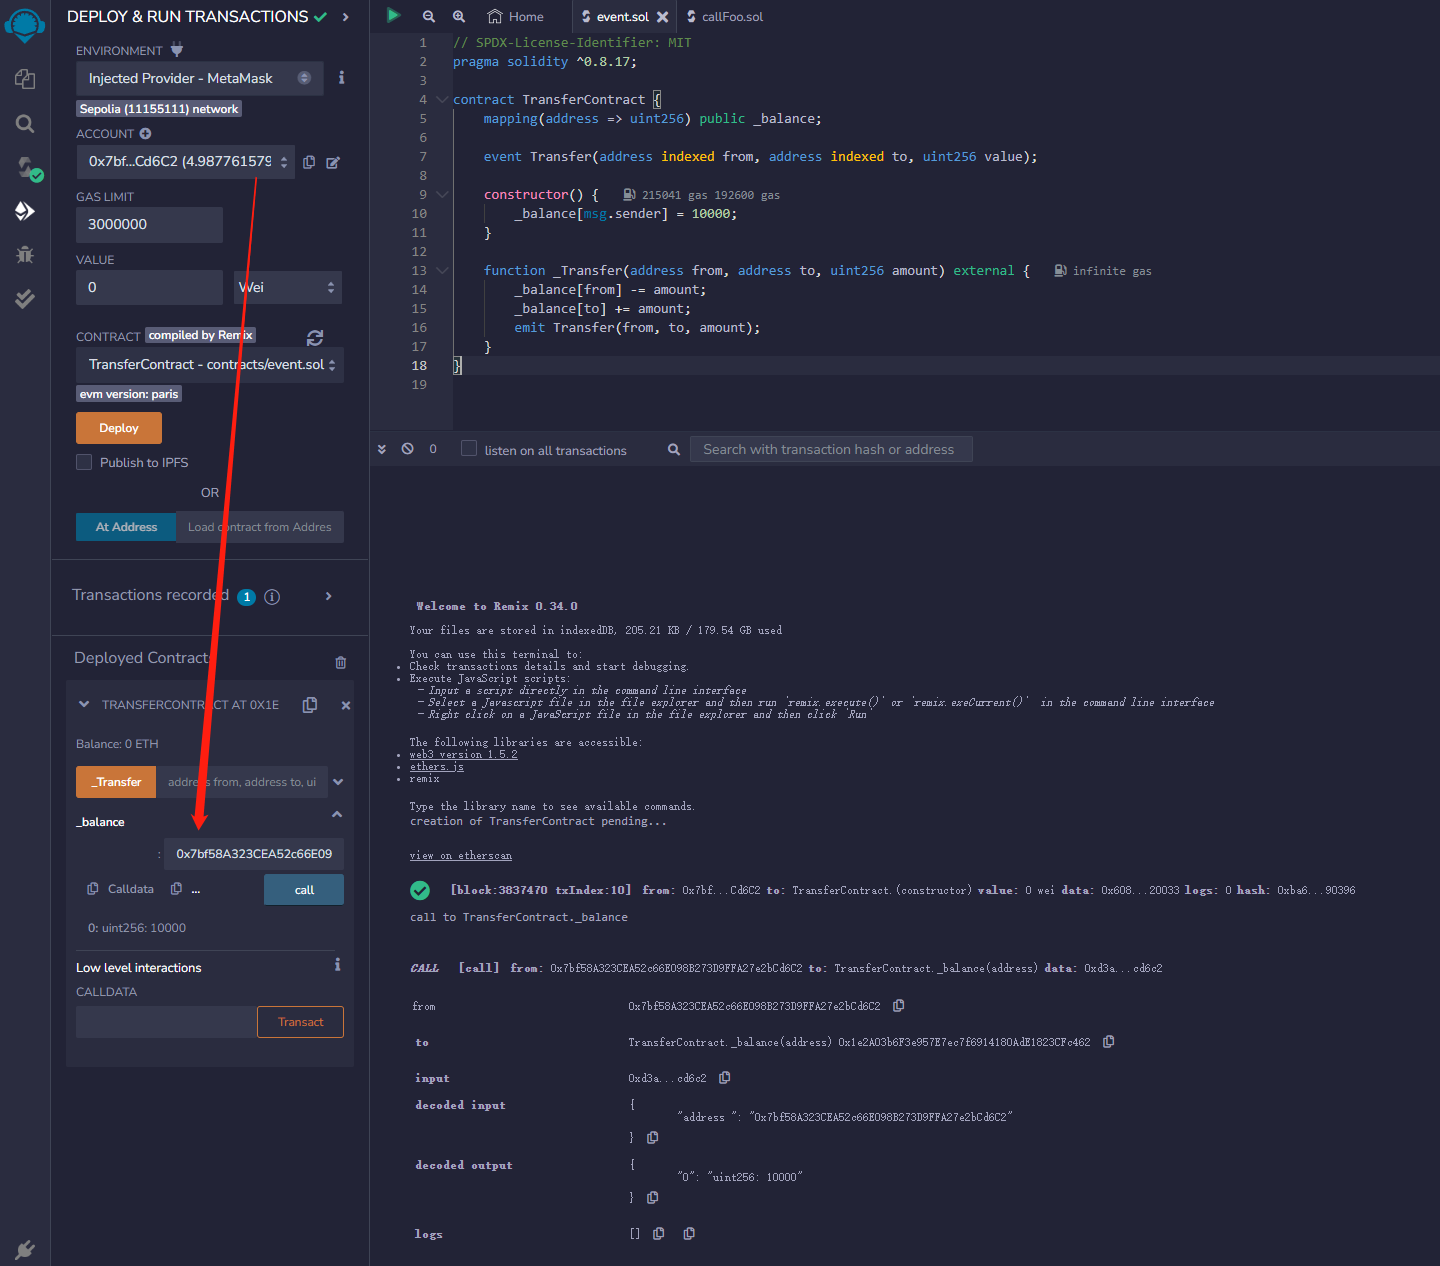 DEPLOY & RUN TRANSACTIONS
ENVIRONMENT
Injected Provider - MetaMask
Sepolia (11155111) network
ACCOUNT
0x7bf...Cd6C2 (4.987761579
GAS LIMIT
3000000
VALUE
0
Wei
CONTRACT compiled by Remix
TransferContract - contracts/event.sol
evm version: paris
Deploy
Publish to IPFS
OR
At Address
Load contract from Addres
Transactions recorded 1
Deployed Contract
TRANSFERCONTRACT AT 0X1E
Balance: 0 ETH
_Transfer
address from, address to, ui
_balance
: 0x7bf58A323CEA52c66E09
Calldata
...
call
0: uint256: 10000
Low level interactions
CALLDATA
Transact
Home
event.sol
callFoo.sol
1 // SPDX-License-Identifier: MIT
2 pragma solidity ^0.8.17;
3
4 contract TransferContract {
5 mapping(address => uint256) public _balance;
6
7 event Transfer(address indexed from, address indexed to, uint256 value);
8
9 constructor() { 215041 gas 192600 gas
10 _balance[msg.sender] = 10000;
11 }
12
13 function _Transfer(address from, address to, uint256 amount) external { infinite gas
14 _balance[from] -= amount;
15 _balance[to] += amount;
16 emit Transfer(from, to, amount);
17 }
18 }
19
0
listen on all transactions
Search with transaction hash or address
Welcome to Remix 0.34.0
Your files are stored in indexedDB, 205.21 KB / 179.54 GB used
You can use this terminal to:
• Check transactions details and start debugging.
• Execute JavaScript scripts:
- Input a script directly in the command line interface
- Select a Javascript file in the file explorer and then run `remix.execute()` or `remix.exeCurrent()` in the command line interface
- Right click on a JavaScript file in the file explorer and then click `Run`
The following libraries are accessible:
• web3 version 1.5.2
• ethers.js
• remix
Type the library name to see available commands.
creation of TransferContract pending...
view on etherscan
[block:3837470 txIndex:10] from: 0x7bf...Cd6C2 to: TransferContract.(constructor) value: 0 wei data: 0x608...20033 logs: 0 hash: 0xba6...90396
call to TransferContract._balance
CALL [call] from: 0x7bf58A323CEA52c66E098B273D9FFA27e2bCd6C2 to: TransferContract._balance(address) data: 0xd3a...cd6c2
from 0x7bf58A323CEA52c66E098B273D9FFA27e2bCd6C2
to TransferContract._balance(address) 0x1e2A03b6F3e957E7ec7f6914180AdE1823CFc462
input 0xd3a...cd6c2
decoded input {
"address ": "0x7bf58A323CEA52c66E098B273D9FFA27e2bCd6C2"
}
decoded output {
"0": "uint256: 10000"
}
logs []